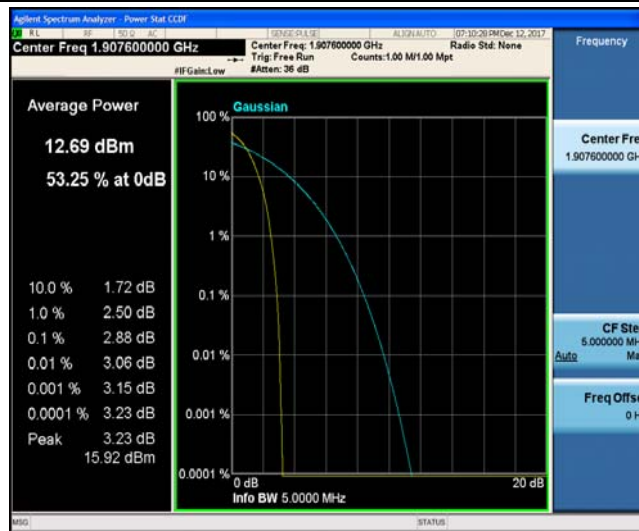 Agilent Spectrum Analyzer - Power Stat CCDF
RL RF 50 Ω AC SENSE:PULSE ALIGN AUTO 07:10:28 PM Dec 12, 2017
Center Freq 1.907600000 GHz
Center Freq: 1.907600000 GHz Radio Std: None
Trig: Free Run Counts:1.00 M/1.00 Mpt
#IFGain:Low #Atten: 36 dB
Frequency
Average Power
12.69 dBm
53.25 % at 0dB
10.0 % 1.72 dB
1.0 % 2.50 dB
0.1 % 2.88 dB
0.01 % 3.06 dB
0.001 % 3.15 dB
0.0001 % 3.23 dB
Peak 3.23 dB
15.92 dBm
Gaussian
100 %
10 %
1 %
0.1 %
0.01 %
0.001 %
0.0001 %
0 dB 20 dB
Info BW 5.0000 MHz
Center Fre
1.907600000 GH
CF Ste
5.000000 MH
Auto Ma
Freq Offs
0 H
MSG STATUS